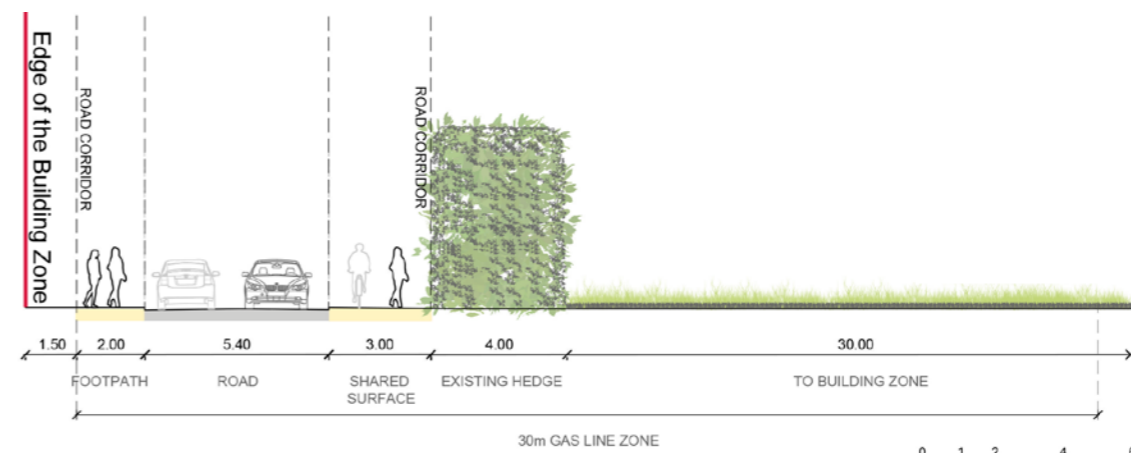 Edge of the Building Zone
ROAD CORRIDOR
ROAD CORRIDOR
1.50 2.00 5.40 3.00 4.00 30.00
FOOTPATH ROAD SHARED EXISTING HEDGE TO BUILDING ZONE
SURFACE
30m GAS LINE ZONE
0 1 2 4